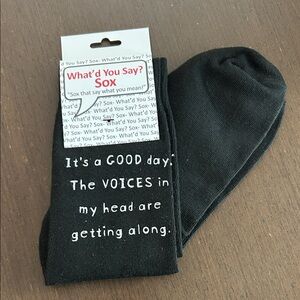 What'd You Say?
Sox
"Sox that say what you mean!"
It's a GOOD day.
The VOICES in
my head are
getting along.